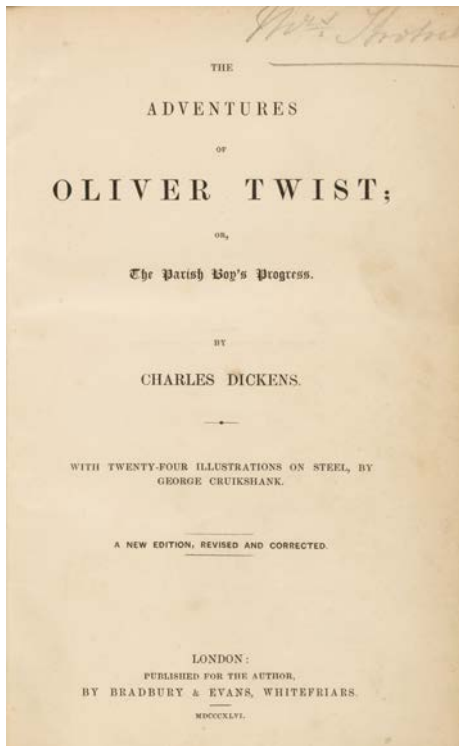 Mrs.
THE
ADVENTURES
OF
OLIVER TWIST;
OR,
The Parish Boy's Progress.
BY
CHARLES DICKENS.
WITH TWENTY-FOUR ILLUSTRATIONS ON STEEL, BY
GEORGE CRUIKSHANK.
A NEW EDITION, REVISED AND CORRECTED.
LONDON:
PUBLISHED FOR THE AUTHOR,
BY BRADBURY & EVANS, WHITEFRIARS.
MDCCCXLVI.